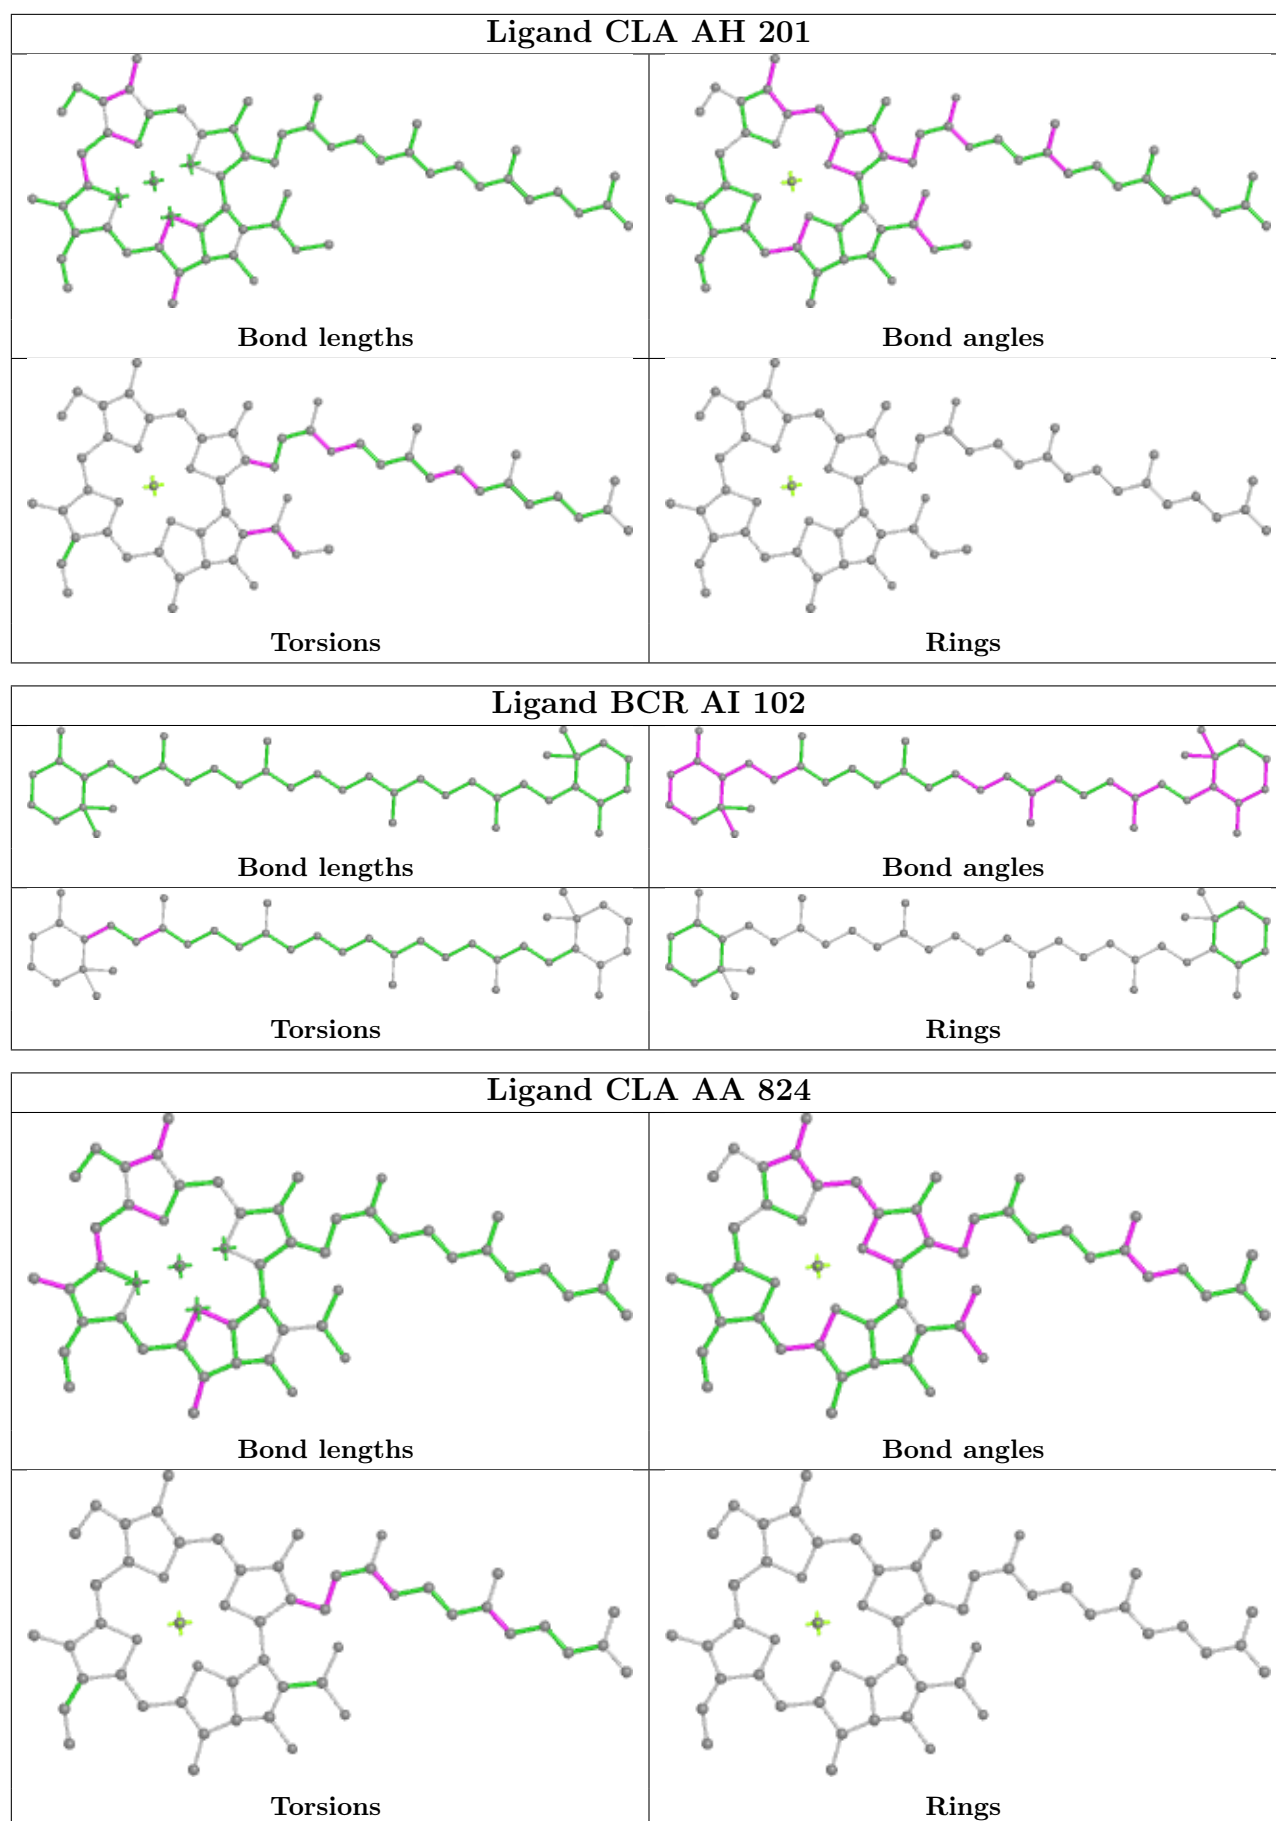 Ligand CLA AH 201
Bond lengths
Bond angles
Torsions
Rings
Ligand BCR AI 102
Bond lengths
Bond angles
Torsions
Rings
Ligand CLA AA 824
Bond lengths
Bond angles
Torsions
Rings